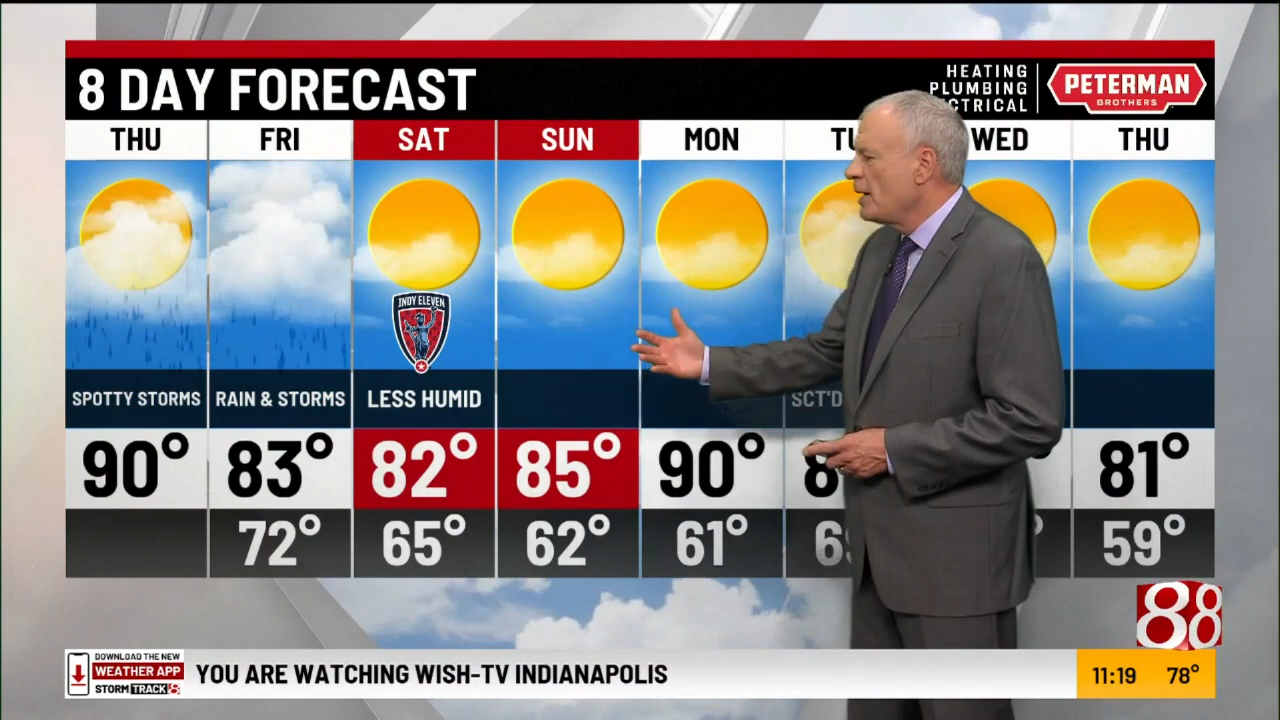 8 DAY FORECAST
HEATING
PLUMBING
PETERMAN
BROTHERS
THU FRI SAT SUN MON WED THU
INDY ELEVEN
SPOTTY STORMS RAIN & STORMS LESS HUMID SCT'D
90° 83° 82° 85° 90° 81°
72° 65° 62° 61° 59°
88
DOWNLOAD THE NEW
WEATHER APP
STORM TRACK 8
YOU ARE WATCHING WISH-TV INDIANAPOLIS
11:19 78°